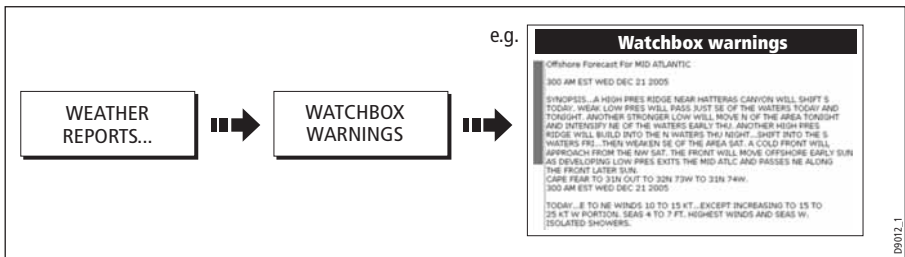 e.g.
Watchbox warnings
Offshore Forecast For MID ATLANTIC
300 AM EST WED DEC 21 2005
SYNOPSIS...A HIGH PRES RIDGE NEAR HATTERAS CANYON WILL SHIFT S
TODAY. WEAK LOW PRES WILL PASS JUST SE OF THE WATERS TODAY AND
TONIGHT. ANOTHER STRONGER LOW WILL MOVE N OF THE AREA TONIGHT
AND INTENSIFY NE OF THE WATERS EARLY THU. ANOTHER HIGH PRES
RIDGE WILL BUILD INTO THE N WATERS THU NIGHT...SHIFT INTO THE S
WATERS FRI...THEN WEAKEN SE OF THE AREA SAT. A COLD FRONT WILL
APPROACH FROM THE NW SAT. THE FRONT WILL MOVE OFFSHORE EARLY SUN
AS DEVELOPING LOW PRES EXITS THE MID ATLC AND PASSES NE ALONG
THE FRONT LATER SUN.
CAPE FEAR TO 31N OUT TO 32N 73W TO 31N 74W.
300 AM EST WED DEC 21 2005
TODAY...E TO NE WINDS 10 TO 15 KT...EXCEPT INCREASING TO 15 TO
25 KT W PORTION. SEAS 4 TO 7 FT. HIGHEST WINDS AND SEAS W.
ISOLATED SHOWERS.
WEATHER
REPORTS...
WATCHBOX
WARNINGS
D9012_1